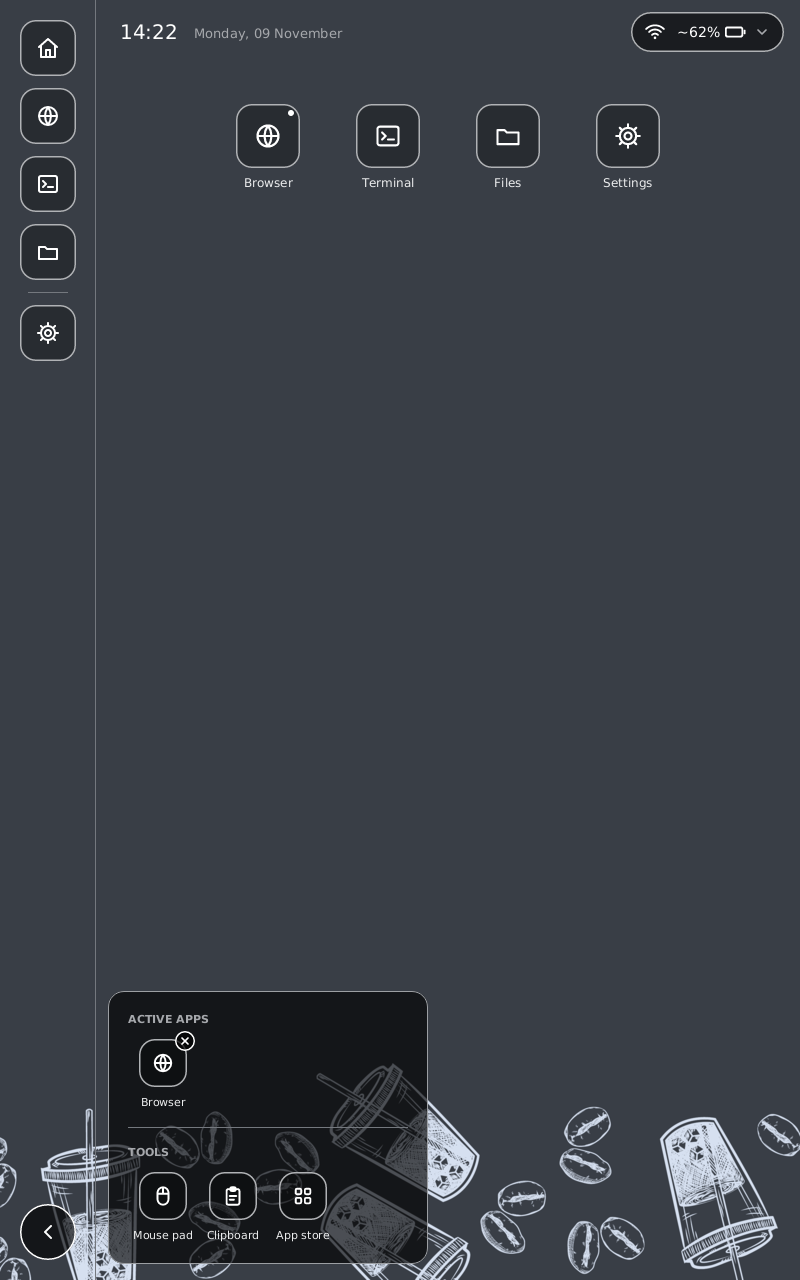 14:22 Monday, 09 November ~62%
Browser Terminal Files Settings
ACTIVE APPS
Browser
TOOLS
Mouse pad Clipboard App store